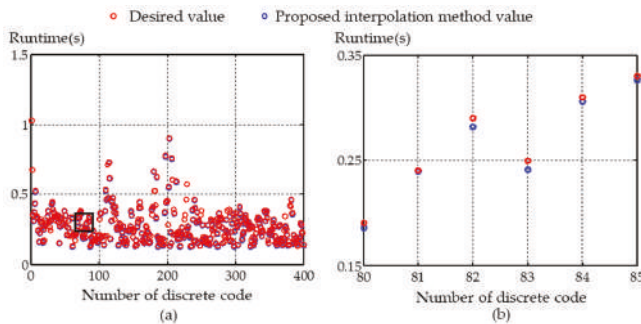 Desired value
Proposed interpolation method value
Runtime(s)
1.5
1
0.5
0
0
100
200
300
400
Number of discrete code
(a)
Runtime(s)
0.35
0.25
0.15
80
81
82
83
84
85
Number of discrete code
(b)